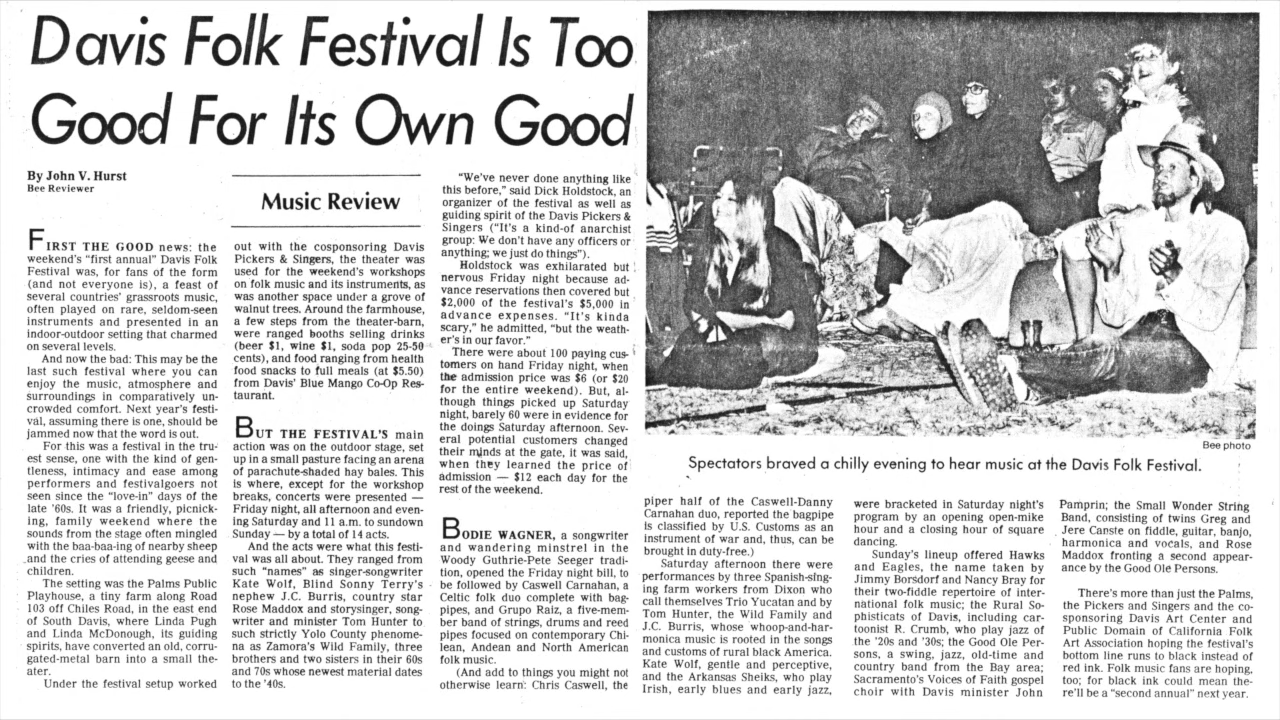 Davis Folk Festival Is Too
Good For Its Own Good
By John V. Hurst
Bee Reviewer
Music Review
FIRST THE GOOD news: the
weekend's "first annual" Davis Folk
Festival was, for fans of the form
(and not everyone is), a feast of
several countries' grassroots music,
often played on rare, seldom-seen
instruments and presented in an
indoor-outdoor setting that charmed
on several levels.
And now the bad: This may be the
last such festival where you can
enjoy the music, atmosphere and
surroundings in comparatively un-
crowded comfort. Next year's festi-
val, assuming there is one, should be
jammed now that the word is out.
For this was a festival in the tru-
est sense, one with the kind of gen-
tleness, intimacy and ease among
performers and festivalgoers not
seen since the "love-in" days of the
late '60s. It was a friendly, picnick-
ing, family weekend where the
sounds from the stage often mingled
with the baa-baa-ing of nearby sheep
and the cries of attending geese and
children.
The setting was the Palms Public
Playhouse, a tiny farm along Road
103 off Chiles Road, in the east end
of South Davis, where Linda Pugh
and Linda McDonough, its guiding
spirits, have converted an old, corru-
gated-metal barn into a small the-
ater.
Under the festival setup worked
out with the cosponsoring Davis
Pickers & Singers, the theater was
used for the weekend's workshops
on folk music and its instruments, as
was another space under a grove of
walnut trees. Around the farmhouse,
a few steps from the theater-barn,
were ranged booths selling drinks
(beer $1, wine $1, soda pop 25-50
cents), and food ranging from health
food snacks to full meals (at $5.50)
from Davis' Blue Mango Co-Op Res-
taurant.
BUT THE FESTIVAL'S main
action was on the outdoor stage, set
up in a small pasture facing an arena
of parachute-shaded hay bales. This
is where, except for the workshop
breaks, concerts were presented —
Friday night, all afternoon and even-
ing Saturday and 11 a.m. to sundown
Sunday — by a total of 14 acts.
And the acts were what this festi-
val was all about. They ranged from
such "names" as singer-songwriter
Kate Wolf, Blind Sonny Terry's
nephew J.C. Burris, country star
Rose Maddox and storysinger, song-
writer and minister Tom Hunter to
such strictly Yolo County phenome-
na as Zamora's Wild Family, three
brothers and two sisters in their 60s
and 70s whose newest material dates
to the '40s.
"We've never done anything like
this before," said Dick Holdstock, an
organizer of the festival as well as
guiding spirit of the Davis Pickers &
Singers ("It's a kind-of anarchist
group: We don't have any officers or
anything; we just do things").
Holdstock was exhilarated but
nervous Friday night because ad-
vance reservations then covered but
$2,000 of the festival's $5,000 in
advance expenses. "It's kinda
scary," he admitted, "but the weath-
er's in our favor."
There were about 100 paying cus-
tomers on hand Friday night, when
the admission price was $6 (or $20
for the entire weekend). But, al-
though things picked up Saturday
night, barely 60 were in evidence for
the doings Saturday afternoon. Sev-
eral potential customers changed
their minds at the gate, it was said,
when they learned the price of
admission — $12 each day for the
rest of the weekend.
BODIE WAGNER, a songwriter
and wandering minstrel in the
Woody Guthrie-Pete Seeger tradi-
tion, opened the Friday night bill, to
be followed by Caswell Carnahan, a
Celtic folk duo complete with bag-
pipes, and Grupo Raiz, a five-mem-
ber band of strings, drums and reed
pipes focused on contemporary Chi-
lean, Andean and North American
folk music.
(And add to things you might not
otherwise learn: Chris Caswell, the
Bee photo
Spectators braved a chilly evening to hear music at the Davis Folk Festival.
piper half of the Caswell-Danny
Carnahan duo, reported the bagpipe
is classified by U.S. Customs as an
instrument of war and, thus, can be
brought in duty-free.)
Saturday afternoon there were
performances by three Spanish-sing-
ing farm workers from Dixon who
call themselves Trio Yucatan and by
Tom Hunter, the Wild Family and
J.C. Burris, whose whoop-and-har-
monica music is rooted in the songs
and customs of rural black America.
Kate Wolf, gentle and perceptive,
and the Arkansas Sheiks, who play
Irish, early blues and early jazz,
were bracketed in Saturday night's
program by an opening open-mike
hour and a closing hour of square
dancing.
Sunday's lineup offered Hawks
and Eagles, the name taken by
Jimmy Borsdorf and Nancy Bray for
their two-fiddle repertoire of inter-
national folk music; the Rural So-
phisticats of Davis, including car-
toonist R. Crumb, who play jazz of
the '20s and '30s; the Good Ole Per-
sons, a swing, jazz, old-time and
country band from the Bay area;
Sacramento's Voices of Faith gospel
choir with Davis minister John
Pamprin; the Small Wonder String
Band, consisting of twins Greg and
Jere Canste on fiddle, guitar, banjo,
harmonica and vocals, and Rose
Maddox fronting a second appear-
ance by the Good Ole Persons.
There's more than just the Palms,
the Pickers and Singers and the co-
sponsoring Davis Art Center and
Public Domain of California Folk
Art Association hoping the festival's
bottom line runs to black instead of
red ink. Folk music fans are hoping,
too; for black ink could mean the-
re'll be a "second annual" next year.